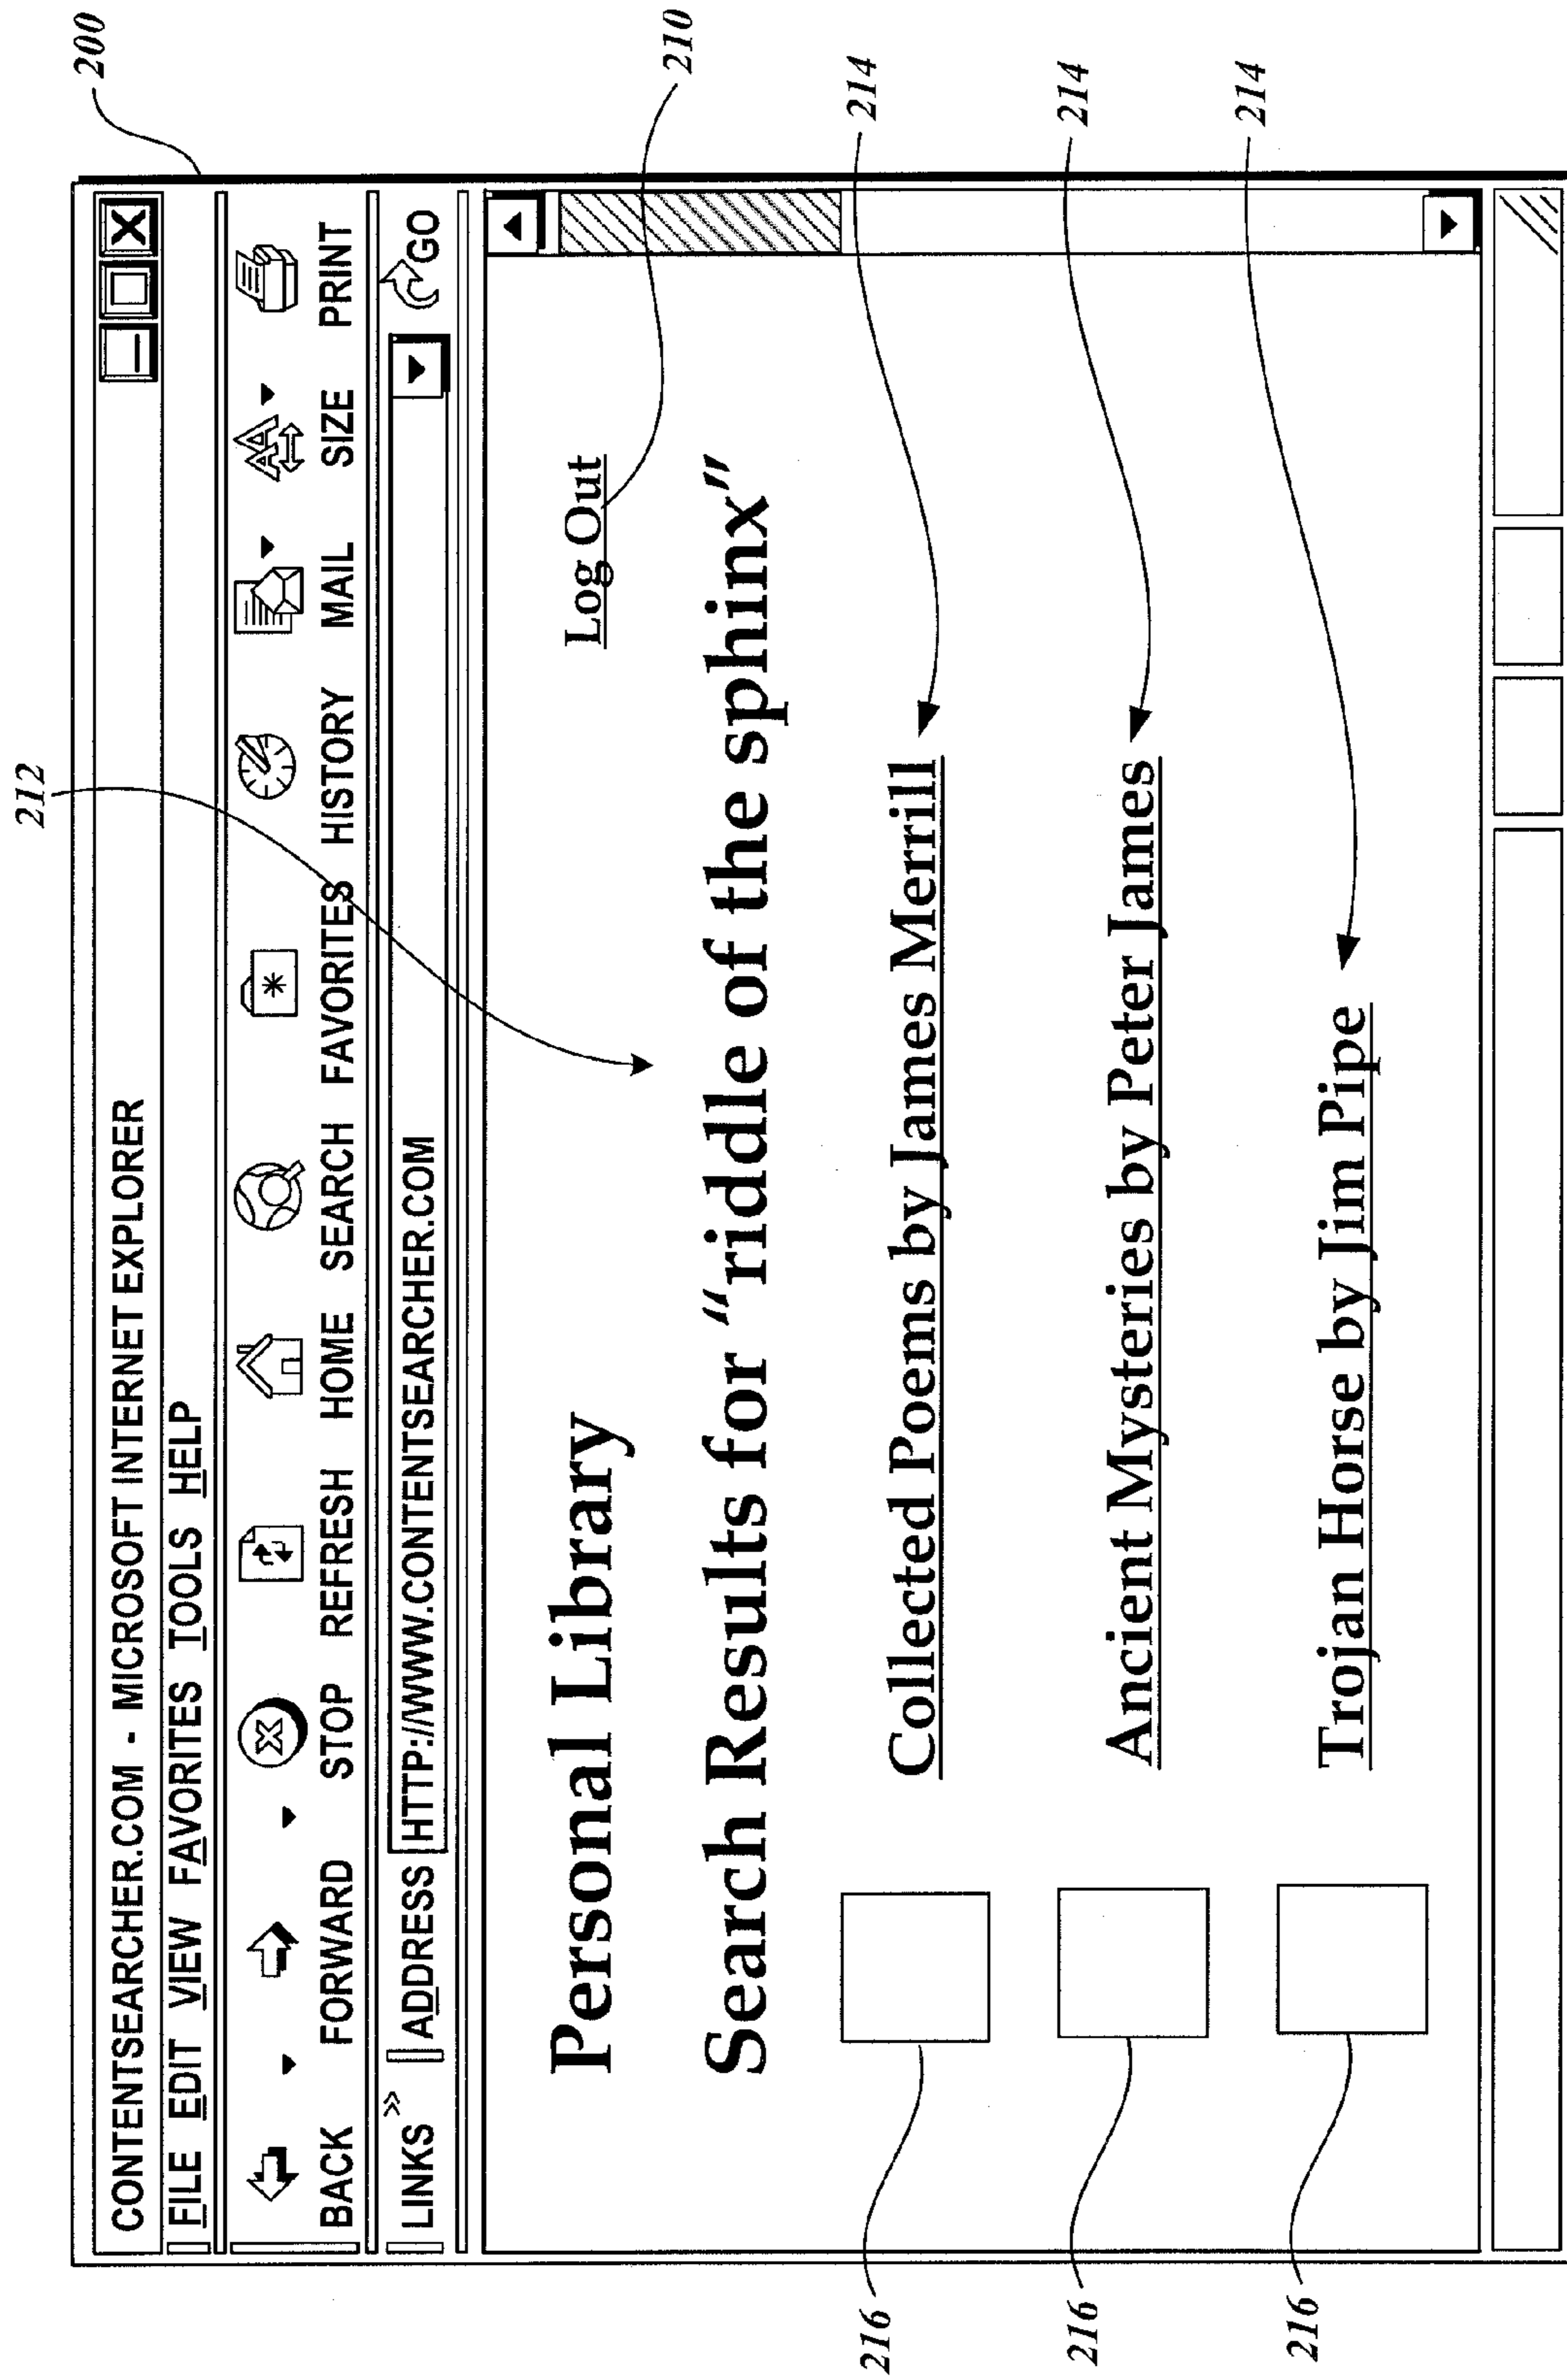 200
212
CONTENTSEARCHER.COM - MICROSOFT INTERNET EXPLORER
FILE EDIT VIEW FAVORITES TOOLS HELP
BACK FORWARD STOP REFRESH HOME SEARCH FAVORITES HISTORY MAIL SIZE PRINT
LINKS » ADDRESS HTTP://WWW.CONTENTSEARCHER.COM GO
Personal Library
Log Out
210
Search Results for “riddle of the sphinx”
216
Collected Poems by James Merrill
214
216
Ancient Mysteries by Peter James
214
216
Trojan Horse by Jim Pipe
214